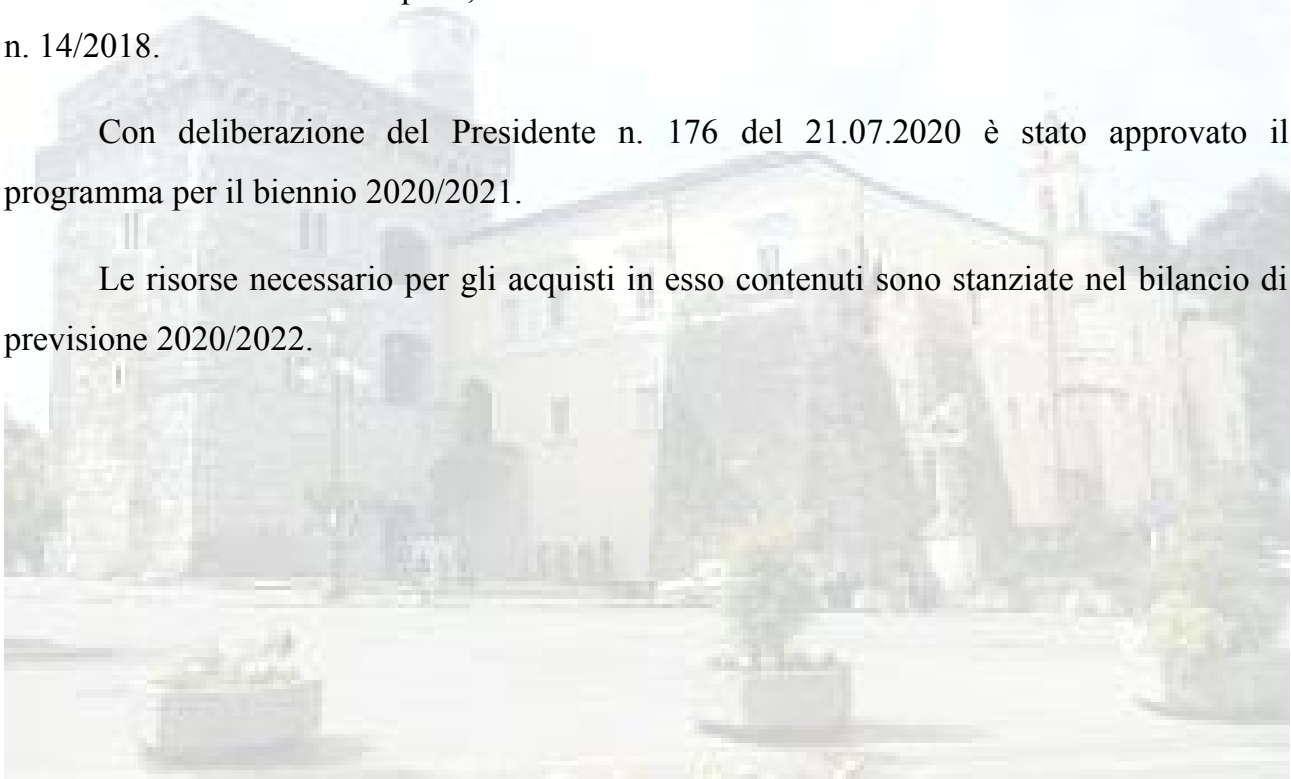 n. 14/2018.
Con deliberazione del Presidente n. 176 del 21.07.2020 è stato approvato il
programma per il biennio 2020/2021.
Le risorse necessario per gli acquisti in esso contenuti sono stanziate nel bilancio di
previsione 2020/2022.